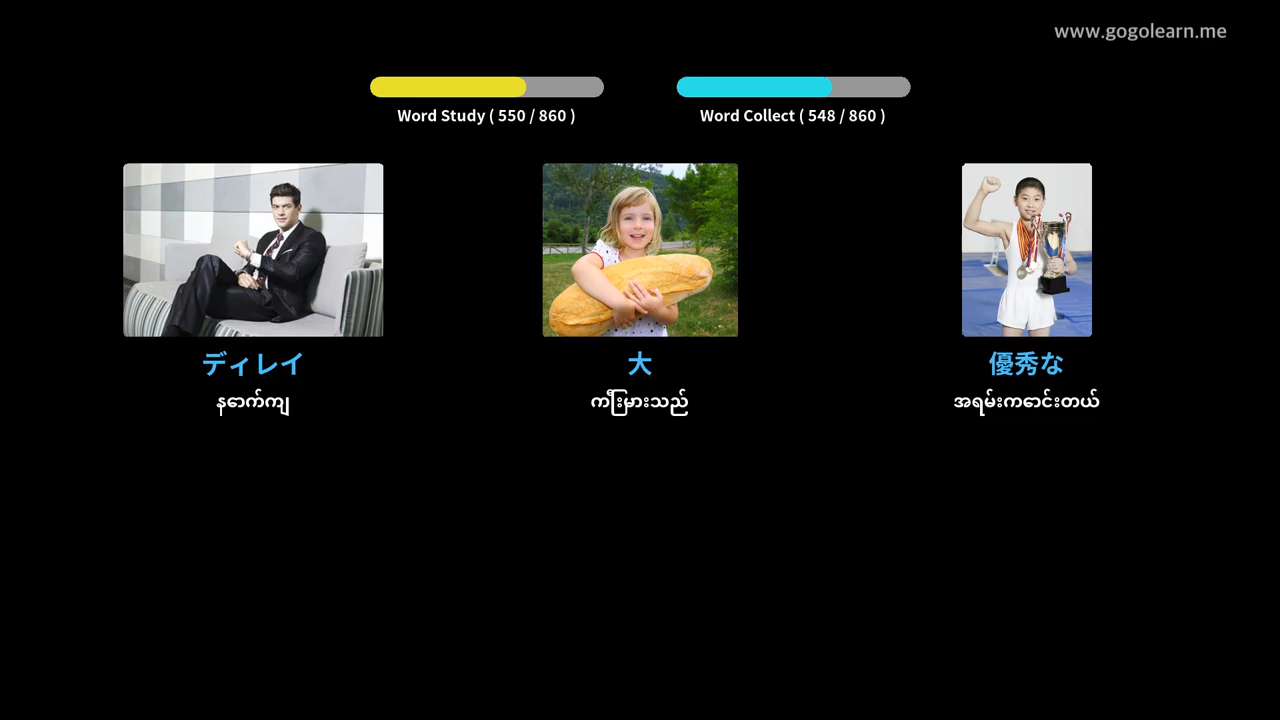 www.gogolearn.me
Word Study ( 550 / 860 )
Word Collect ( 548 / 860 )
ディレイ
နောက်ကျ
大
ကြီးမားသည်
優秀な
အရမ်းကောင်းတယ်